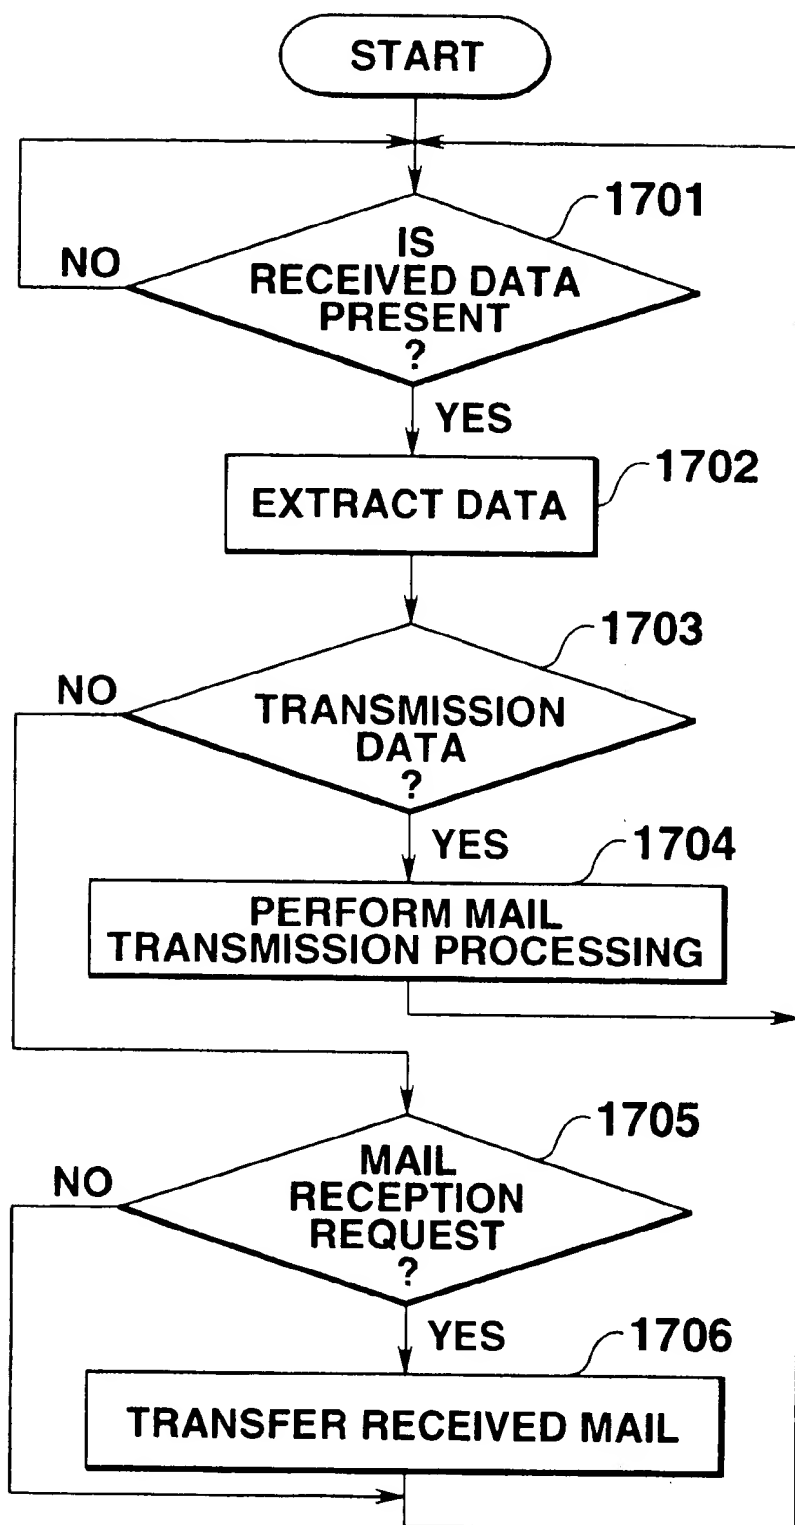 START
1701
IS
RECEIVED DATA
PRESENT
?
NO
YES
1702
EXTRACT DATA
1703
NO
TRANSMISSION
DATA
?
YES
1704
PERFORM MAIL
TRANSMISSION PROCESSING
1705
NO
MAIL
RECEPTION
REQUEST
?
YES
1706
TRANSFER RECEIVED MAIL